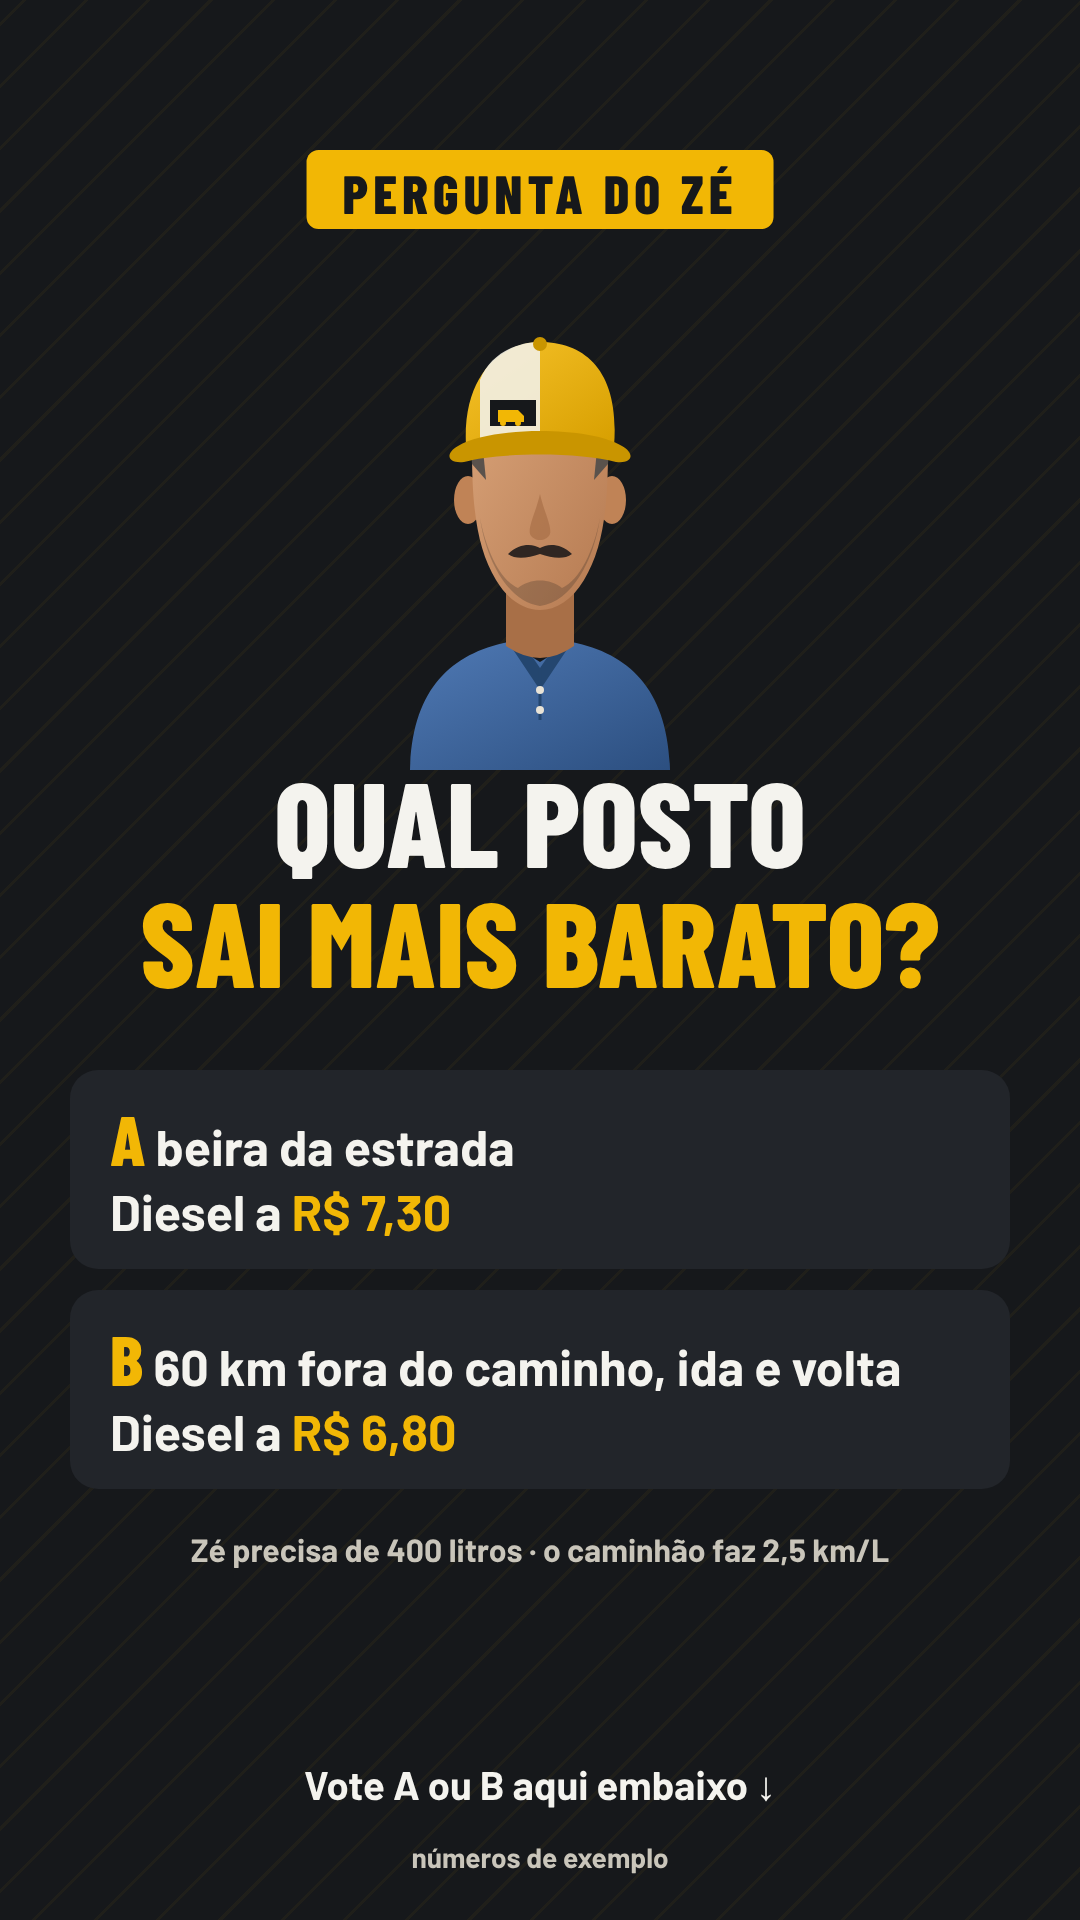 PERGUNTA DO ZÉ
QUAL POSTO
SAI MAIS BARATO?
A beira da estrada
Diesel a R$ 7,30
B 60 km fora do caminho, ida e volta
Diesel a R$ 6,80
Zé precisa de 400 litros · o caminhão faz 2,5 km/L
Vote A ou B aqui embaixo ↓
números de exemplo